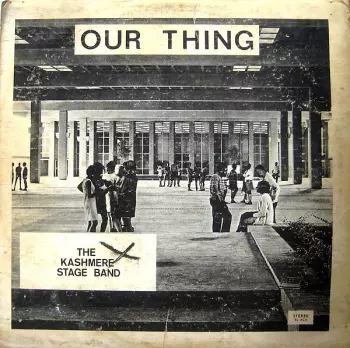 OUR THING
THE
KASHMERE
STAGE BAND
STEREO